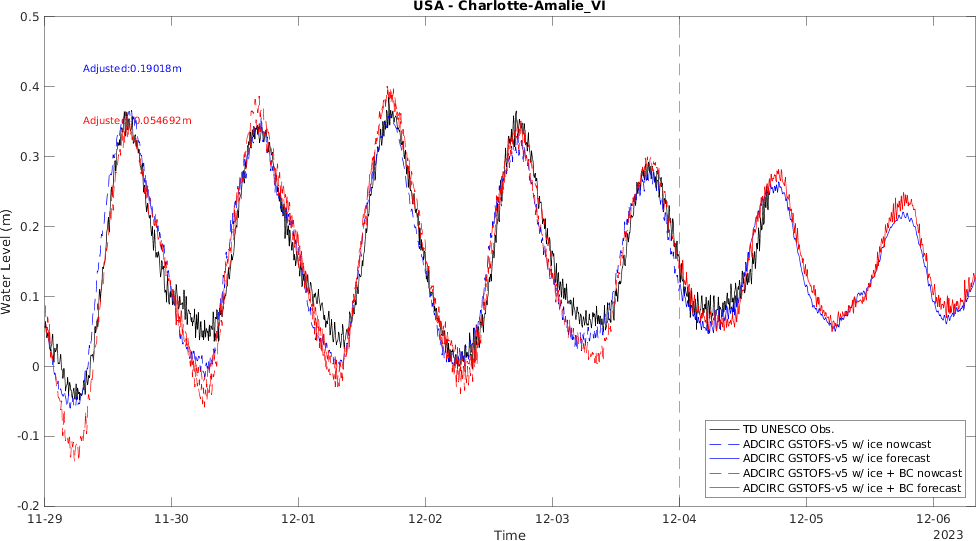 USA - Charlotte-Amalie_VI
0.5
0.4
0.3
0.2
0.1
0
-0.1
-0.2
Water Level (m)
Adjusted:0.19018m
Adjusted: 0.054692m
TD UNESCO Obs.
ADCIRC GSTOFS-v5 w/ ice nowcast
ADCIRC GSTOFS-v5 w/ ice forecast
ADCIRC GSTOFS-v5 w/ ice + BC nowcast
ADCIRC GSTOFS-v5 w/ ice + BC forecast
11-29 11-30 12-01 12-02 12-03 12-04 12-05 12-06
Time
2023